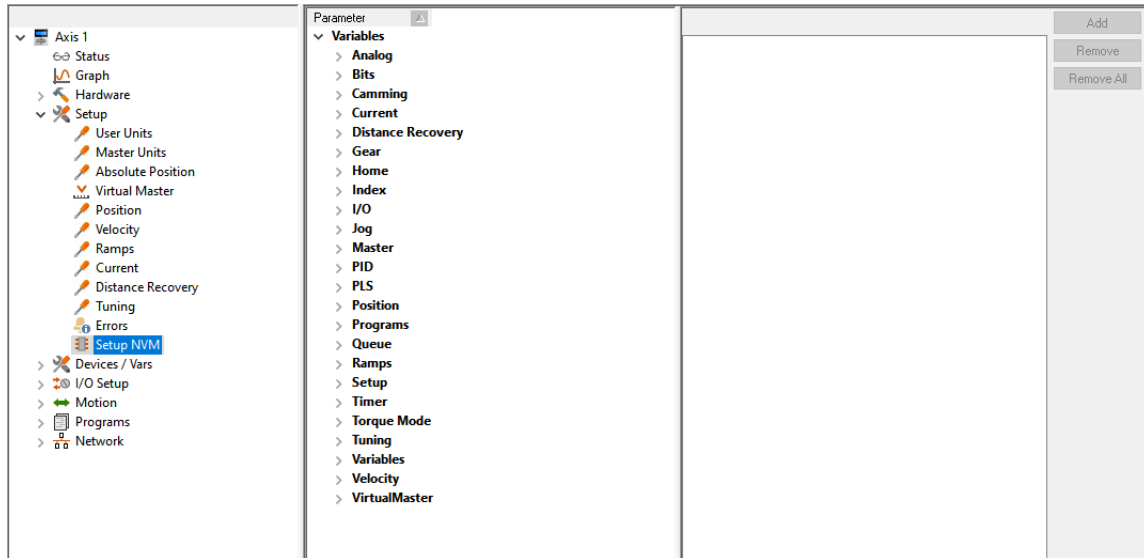 Axis 1
Status
Graph
Hardware
Setup
User Units
Master Units
Absolute Position
Virtual Master
Position
Velocity
Ramps
Current
Distance Recovery
Tuning
Errors
Setup NVM
Devices / Vars
I/O Setup
Motion
Programs
Network
Parameter
Variables
Analog
Bits
Camming
Current
Distance Recovery
Gear
Home
Index
I/O
Jog
Master
PID
PLS
Position
Programs
Queue
Ramps
Setup
Timer
Torque Mode
Tuning
Variables
Velocity
VirtualMaster
Add
Remove
Remove All